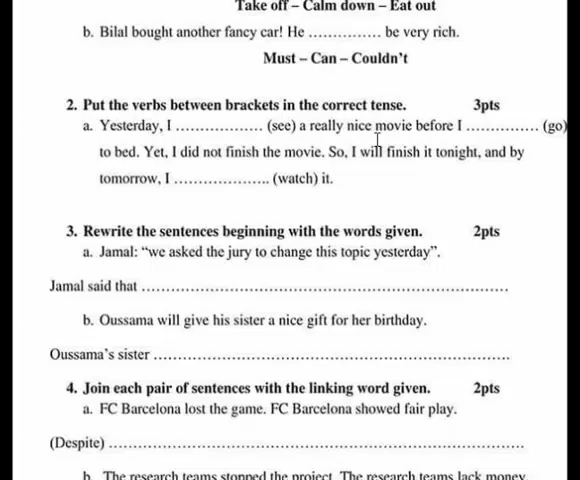 Take off – Calm down – Eat out
b. Bilal bought another fancy car! He .............. be very rich.
Must – Can – Couldn't
2. Put the verbs between brackets in the correct tense. 3pts
a. Yesterday, I ................. (see) a really nice movie before I .............. (go)
to bed. Yet, I did not finish the movie. So, I will finish it tonight, and by
tomorrow, I ................... (watch) it.
3. Rewrite the sentences beginning with the words given. 2pts
a. Jamal: "we asked the jury to change this topic yesterday".
Jamal said that ..........................................................................
b. Oussama will give his sister a nice gift for her birthday.
Oussama's sister ........................................................................
4. Join each pair of sentences with the linking word given. 2pts
a. FC Barcelona lost the game. FC Barcelona showed fair play.
(Despite) ...................................................................................
b. The research teams stopped the project. The research teams lack money.